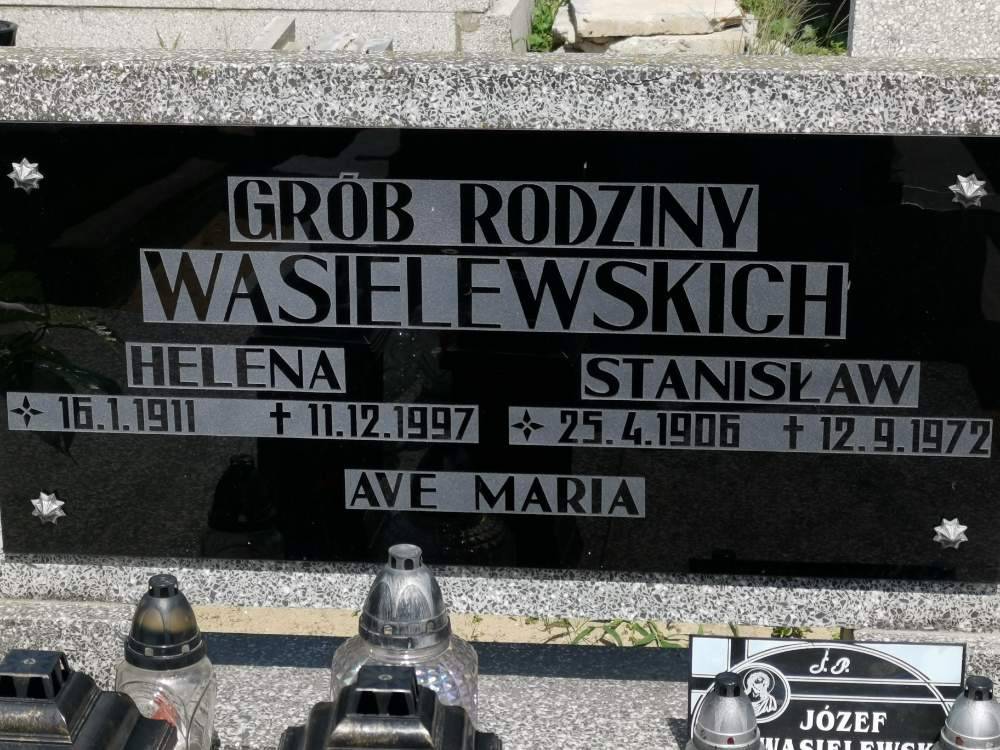 GRÓB RODZINY
WASIELEWSKICH
HELENA STANISŁAW
16.1.1911 † 11.12.1997 25.4.1906 † 12.9.1972
AVE MARIA
Ś.P.
JÓZEF